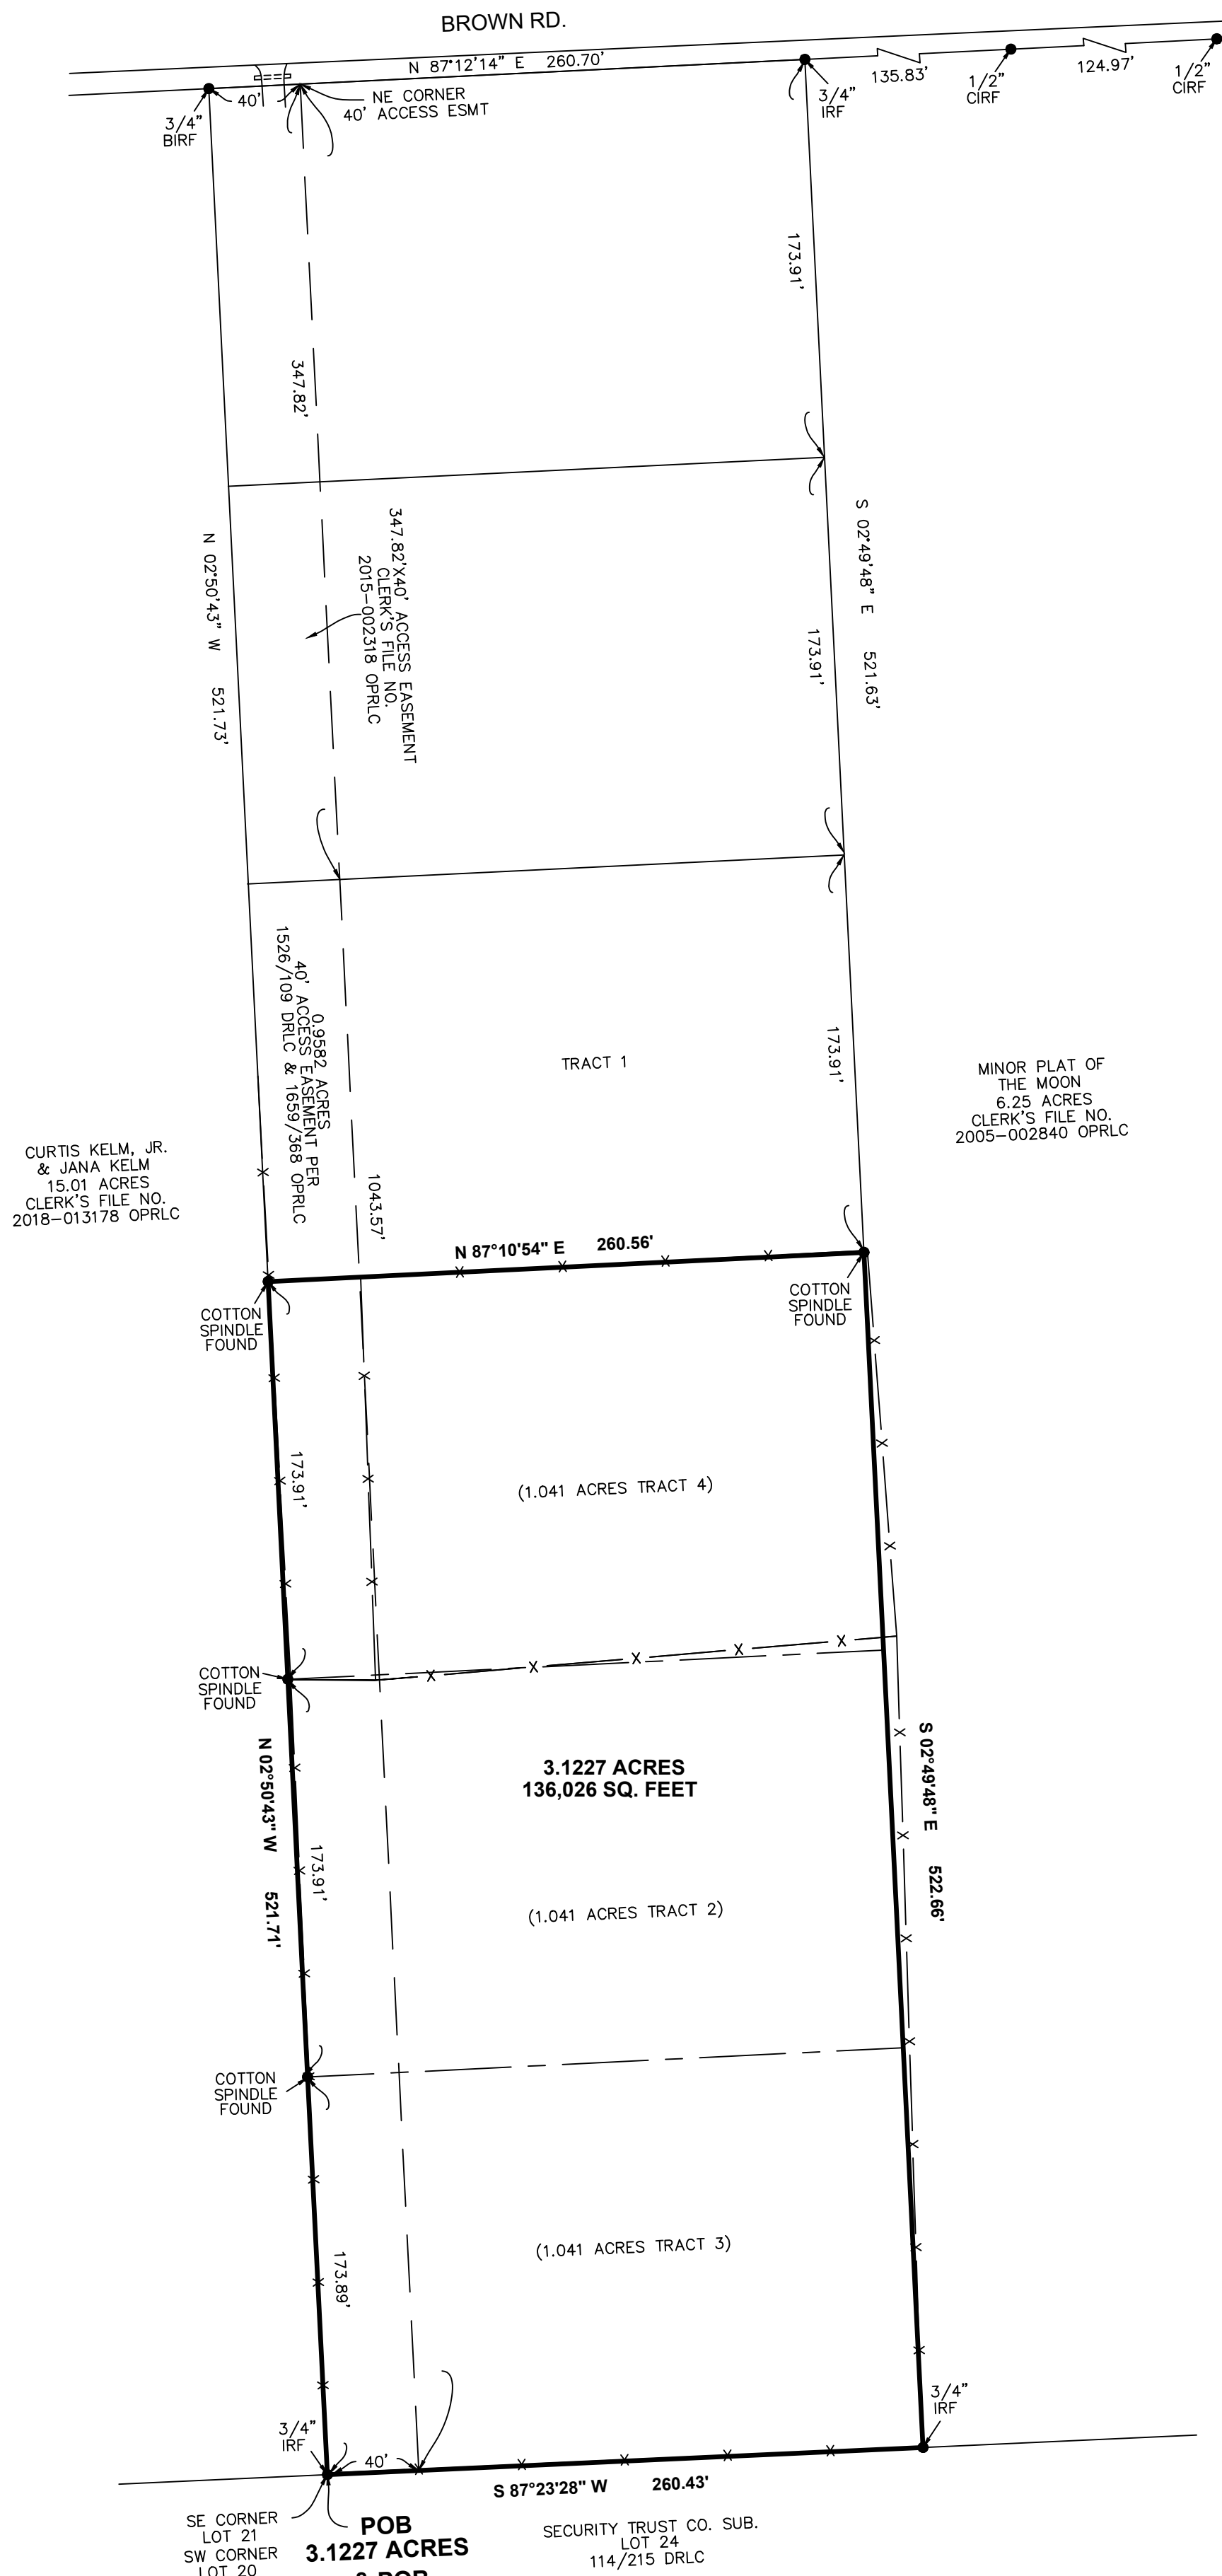 BROWN RD.
N 87°12'14" E 260.70'
135.83'
124.97'
1/2"
CIRF
1/2"
CIRF
3/4"
IRF
40'
NE CORNER
40' ACCESS ESMT
3/4"
BIRF
173.91'
347.82'
347.82'X40' ACCESS EASEMENT
CLERK'S FILE NO.
2015-002318 OPRLC
N 02°50'43" W 521.73'
S 02°49'48" E 521.63'
173.91'
0.9582 ACRES
40' ACCESS EASEMENT PER
1526/109 DRLC & 1659/368 OPRLC
TRACT 1
173.91'
MINOR PLAT OF
THE MOON
6.25 ACRES
CLERK'S FILE NO.
2005-002840 OPRLC
CURTIS KELM, JR.
& JANA KELM
15.01 ACRES
CLERK'S FILE NO.
2018-013178 OPRLC
1043.57'
N 87°10'54" E 260.56'
COTTON
SPINDLE
FOUND
COTTON
SPINDLE
FOUND
173.91'
(1.041 ACRES TRACT 4)
COTTON
SPINDLE
FOUND
N 02°50'43" W 521.71'
3.1227 ACRES
136,026 SQ. FEET
S 02°49'48" E 522.66'
173.91'
(1.041 ACRES TRACT 2)
COTTON
SPINDLE
FOUND
(1.041 ACRES TRACT 3)
173.89'
3/4"
IRF
3/4"
IRF
40'
S 87°23'28" W 260.43'
SE CORNER
LOT 21
SW CORNER
LOT 20
POB
3.1227 ACRES
& POB
SECURITY TRUST CO. SUB.
LOT 24
114/215 DRLC